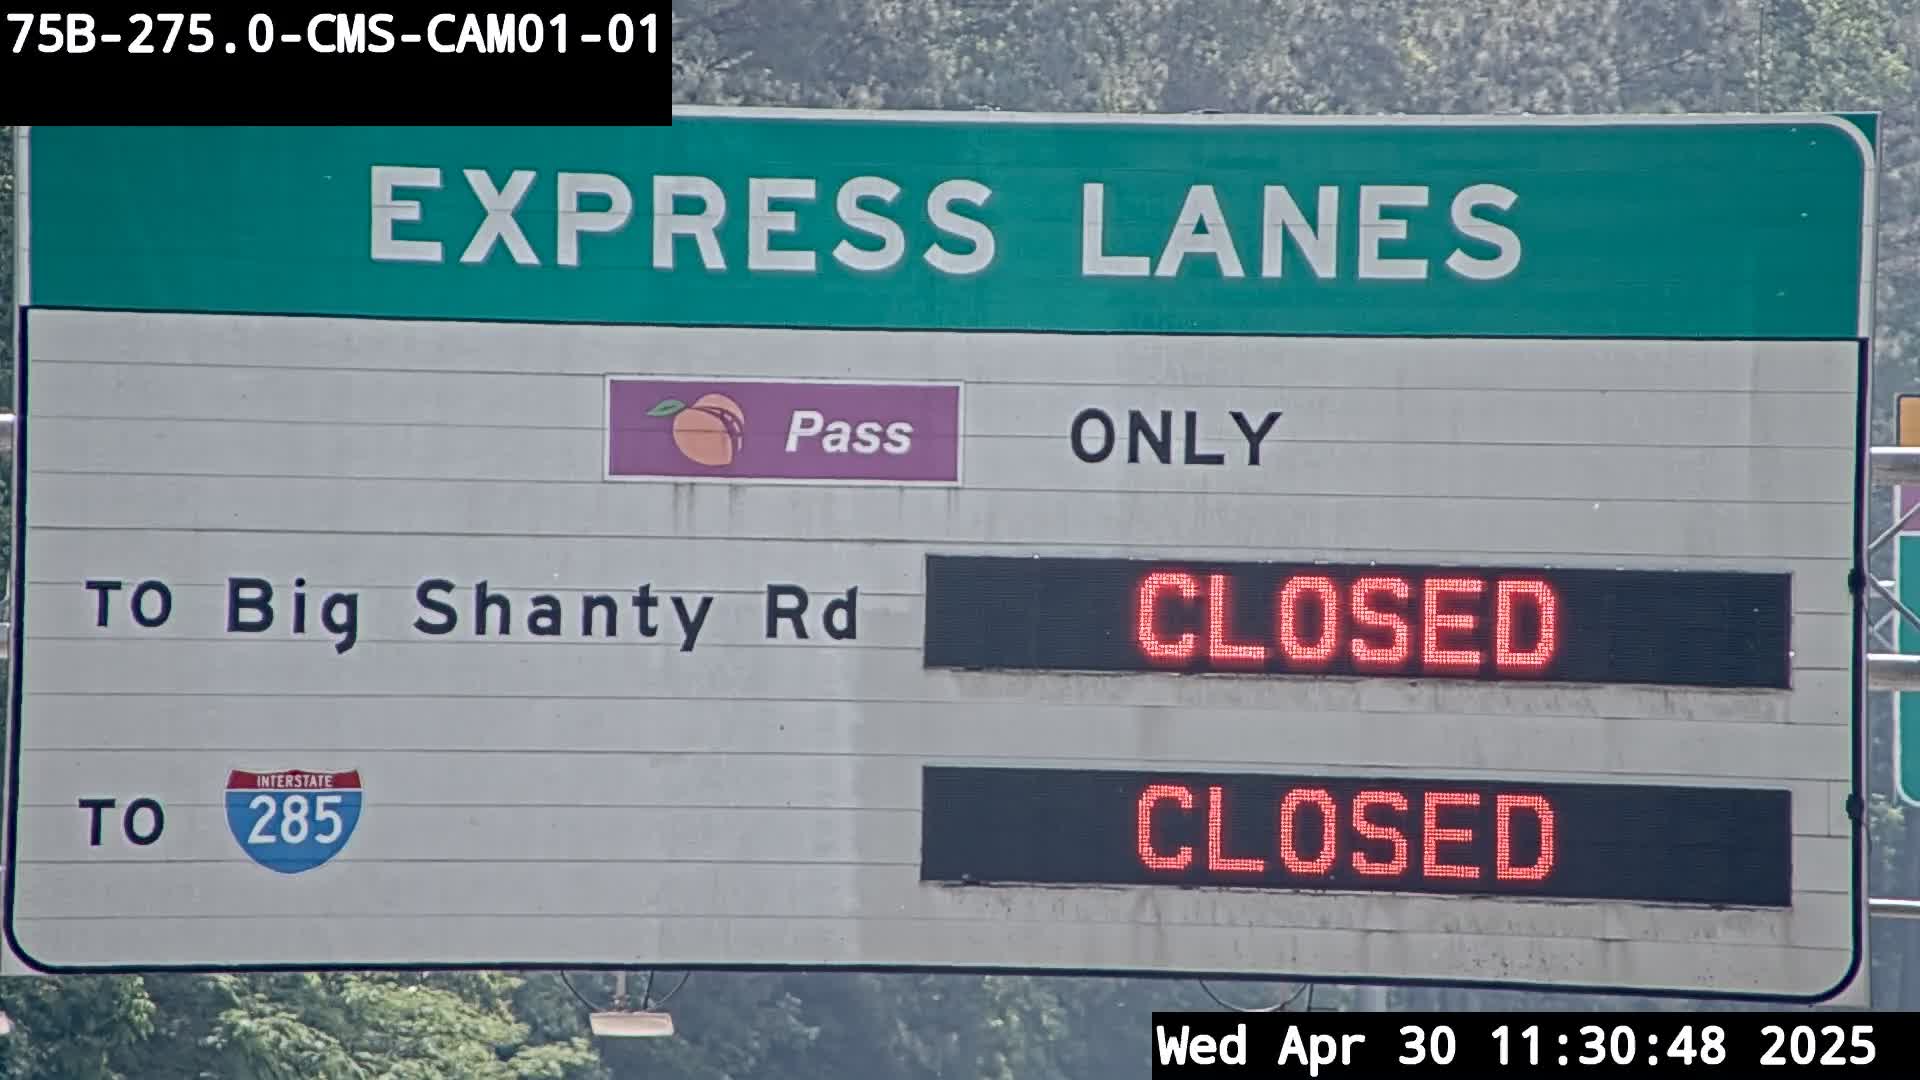 75B-275.0-CMS-CAM01-01
EXPRESS LANES
Pass ONLY
TO Big Shanty Rd CLOSED
INTERSTATE
TO 285 CLOSED
Wed Apr 30 11:30:48 2025